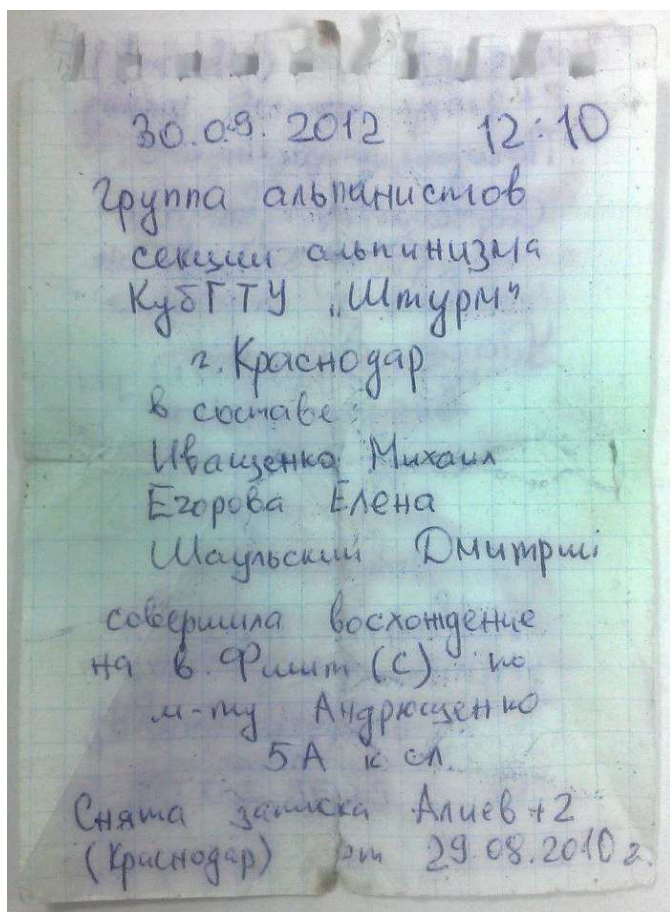 30.09.2012 12:10
Группа альпинистов
секции альпинизма
КубГТУ „Штурм"
г. Краснодар
в составе:
Иващенко Михаил
Егорова Елена
Шаульский Дмитрий
совершила восхождение
на в. Фишт (С) по
м-ту Андрющенко
5А к сл.
Снята записка Алиев + 2
(Краснодар) от 29.08.2010 г.